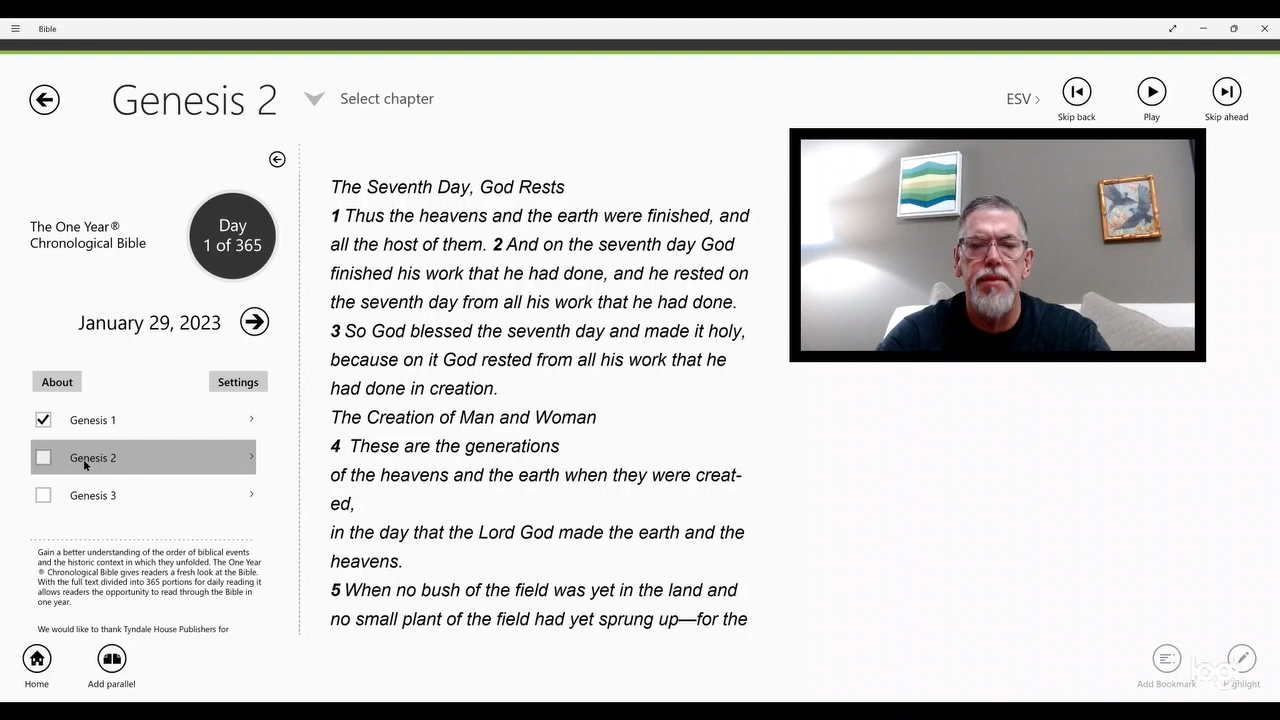 Bible
Genesis 2
Select chapter
ESV
Skip back
Play
Skip ahead
The One Year®
Chronological Bible
Day
1 of 365
January 29, 2023
About
Settings
Genesis 1
Genesis 2
Genesis 3
Gain a better understanding of the order of biblical events
and the historic context in which they unfolded. The One Year
® Chronological Bible gives readers a fresh look at the Bible.
With the full text divided into 365 portions for daily reading it
allows readers the opportunity to read through the Bible in
one year.
We would like to thank Tyndale House Publishers for
The Seventh Day, God Rests
1 Thus the heavens and the earth were finished, and
all the host of them. 2 And on the seventh day God
finished his work that he had done, and he rested on
the seventh day from all his work that he had done.
3 So God blessed the seventh day and made it holy,
because on it God rested from all his work that he
had done in creation.
The Creation of Man and Woman
4 These are the generations
of the heavens and the earth when they were creat-
ed,
in the day that the Lord God made the earth and the
heavens.
5 When no bush of the field was yet in the land and
no small plant of the field had yet sprung up—for the
Home
Add parallel
Add Bookmark
Highlight
logi